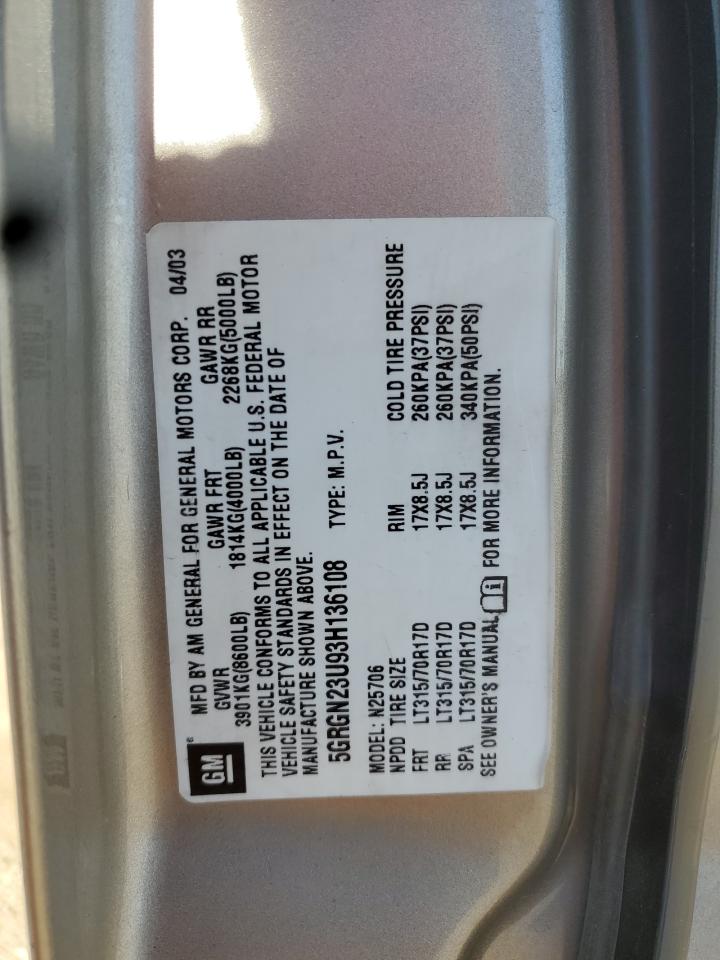 GM
MFD BY AM GENERAL FOR GENERAL MOTORS CORP. 04/03
GVWR GAWR FRT GAWR RR
3901KG(8600LB) 1814KG(4000LB) 2268KG(5000LB)
THIS VEHICLE CONFORMS TO ALL APPLICABLE U.S. FEDERAL MOTOR
VEHICLE SAFETY STANDARDS IN EFFECT ON THE DATE OF
MANUFACTURE SHOWN ABOVE.
5GRGN23U93H136108 TYPE: M.P.V.
MODEL: N25706
NPDD TIRE SIZE RIM COLD TIRE PRESSURE
FRT LT315/70R17D 17X8.5J 260KPA(37PSI)
RR LT315/70R17D 17X8.5J 260KPA(37PSI)
SPA LT315/70R17D 17X8.5J 340KPA(50PSI)
SEE OWNER'S MANUAL FOR MORE INFORMATION.